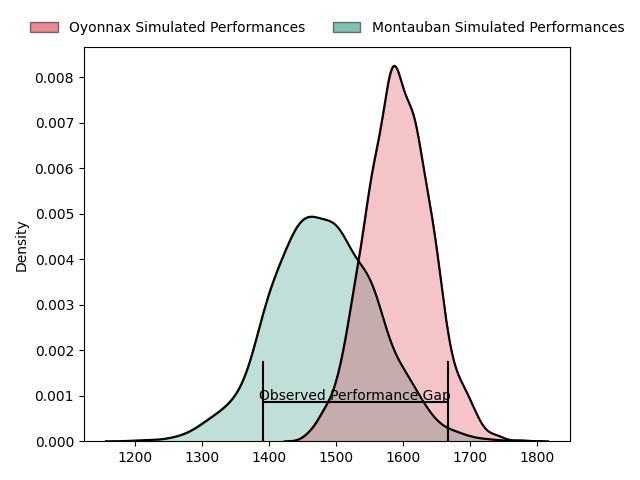 Oyonnax Simulated Performances
Montauban Simulated Performances
0.008
0.007
0.006
0.005
0.004
0.003
0.002
0.001
0.000
Density
Observed Performance Gap
1200 1300 1400 1500 1600 1700 1800